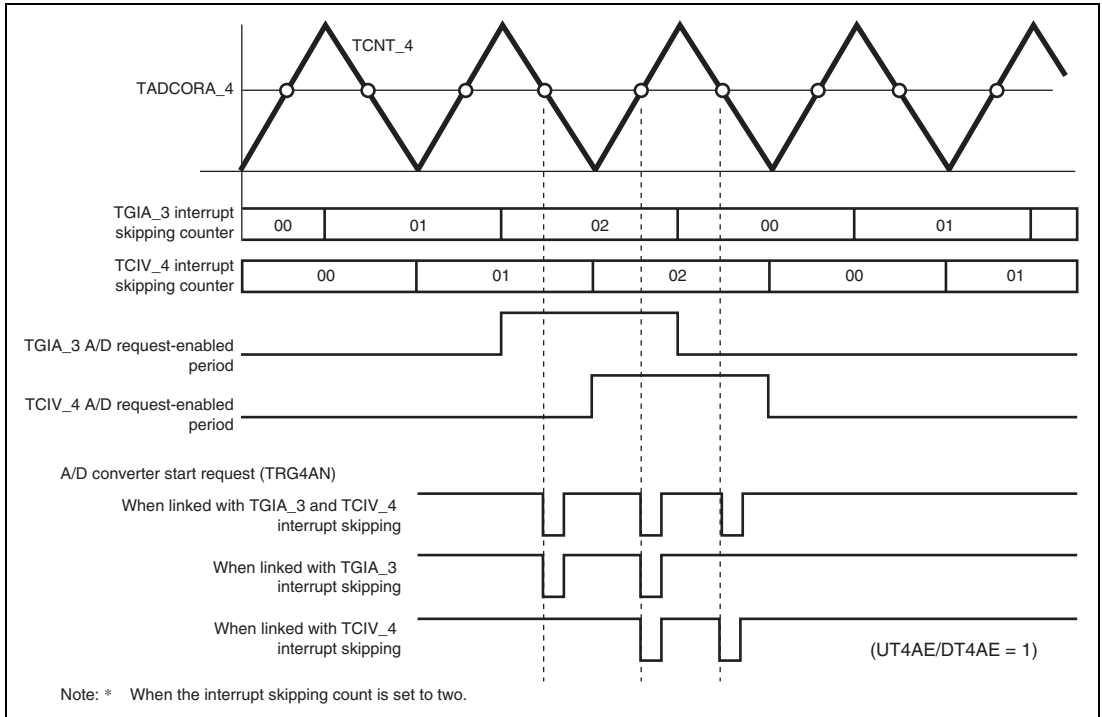 TCNT_4
TADCORA_4
TGIA_3 interrupt
skipping counter
00 01 02 00 01
TCIV_4 interrupt
skipping counter
00 01 02 00 01
TGIA_3 A/D request-enabled
period
TCIV_4 A/D request-enabled
period
A/D converter start request (TRG4AN)
When linked with TGIA_3 and TCIV_4
interrupt skipping
When linked with TGIA_3
interrupt skipping
When linked with TCIV_4
interrupt skipping
(UT4AE/DT4AE = 1)
Note: * When the interrupt skipping count is set to two.